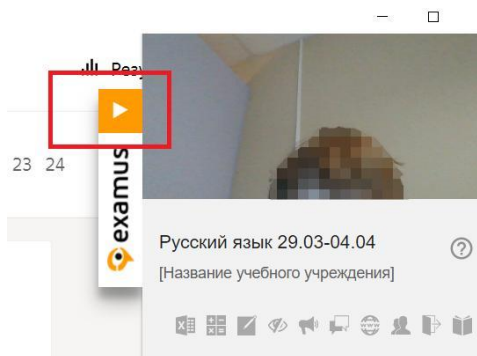 Резу
23 24
examus
Русский язык 29.03-04.04
[Название учебного учреждения]